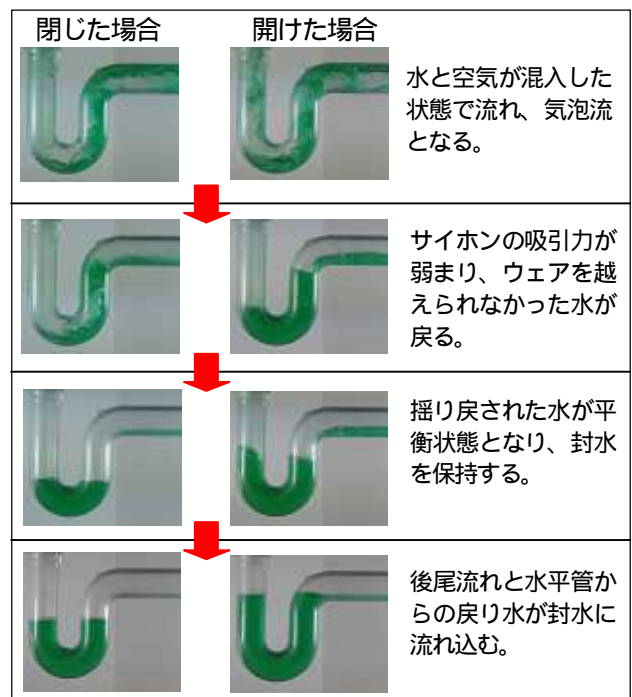 閉じた場合
開けた場合
水と空気が混入した
状態で流れ、気泡流
となる。
サイホンの吸引力が
弱まり、ウェアを越
えられなかった水が
戻る。
揺り戻された水が平
衡状態となり、封水
を保持する。
後尾流れと水平管か
らの戻り水が封水に
流れ込む。